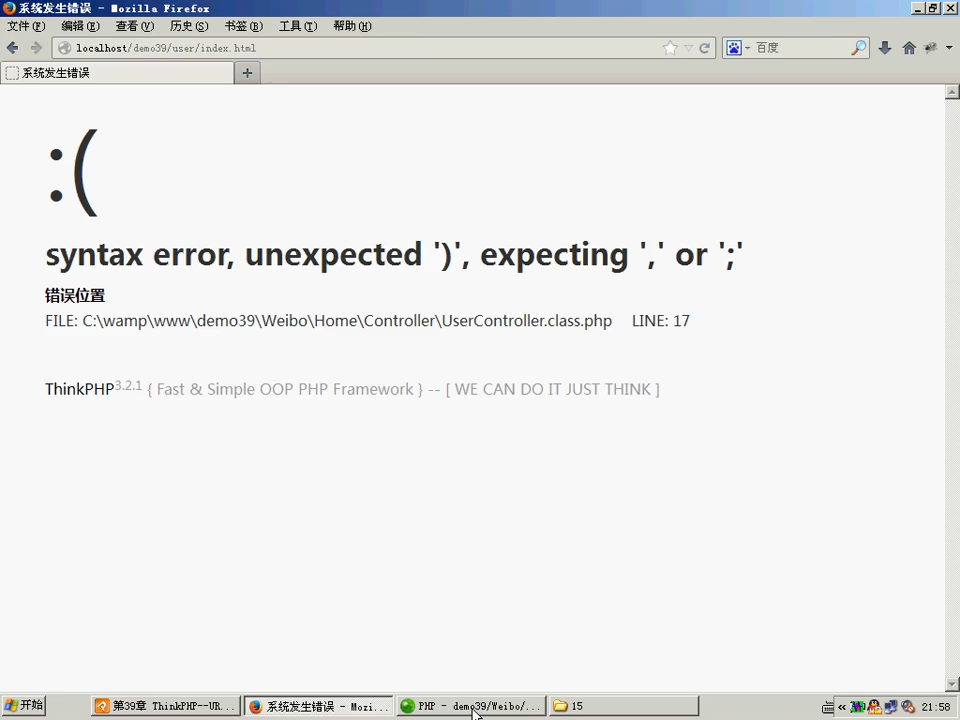 系统发生错误 - Mozilla Firefox
文件(F) 编辑(E) 查看(V) 历史(S) 书签(B) 工具(T) 帮助(H)
localhost/demo39/user/index.html 百度
系统发生错误
:(
syntax error, unexpected ')', expecting ',' or ';'
错误位置
FILE: C:\wamp\www\demo39\Weibo\Home\Controller\UserController.class.php LINE: 17
ThinkPHP3.2.1 { Fast & Simple OOP PHP Framework } -- [ WE CAN DO IT JUST THINK ]
开始 第39章 ThinkPHP--UR... 系统发生错误 - Mozi... PHP - demo39/Weibo/... 15 21:58